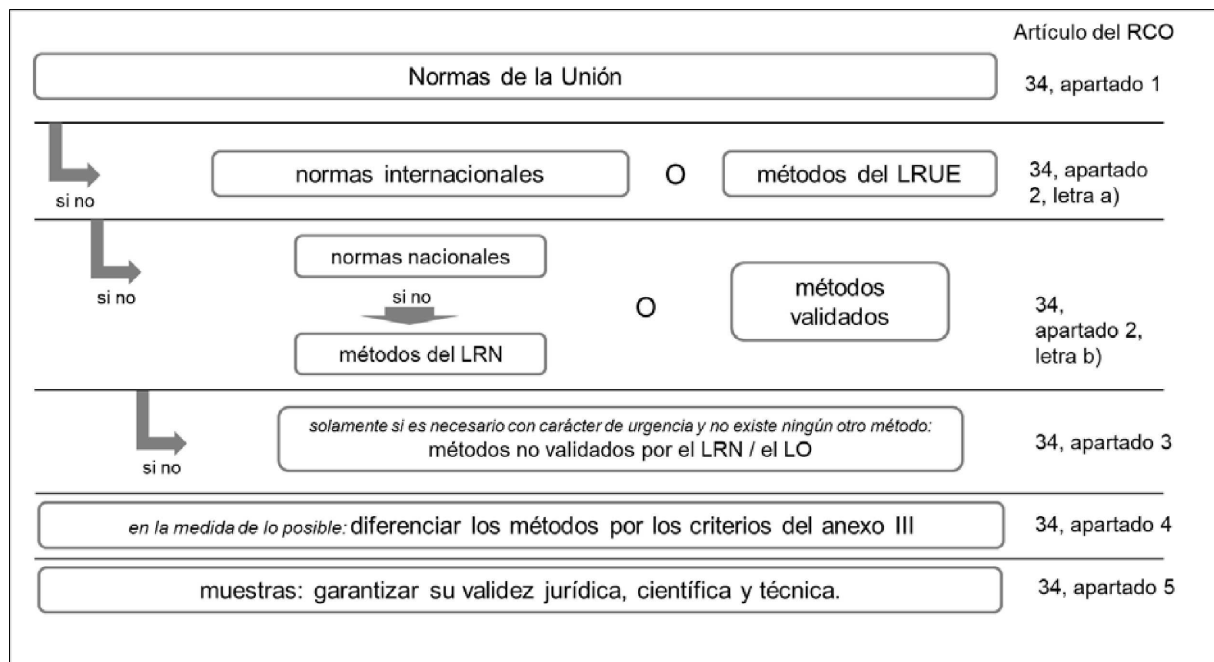 Artículo del RCO
Normas de la Unión
34, apartado 1
si no
normas internacionales
O
métodos del LRUE
34, apartado
2, letra a)
si no
normas nacionales
si no
métodos del LRN
O
métodos
validados
34,
apartado 2,
letra b)
si no
solamente si es necesario con carácter de urgencia y no existe ningún otro método:
métodos no validados por el LRN / el LO
34, apartado 3
en la medida de lo posible: diferenciar los métodos por los criterios del anexo III
34, apartado 4
muestras: garantizar su validez jurídica, científica y técnica.
34, apartado 5